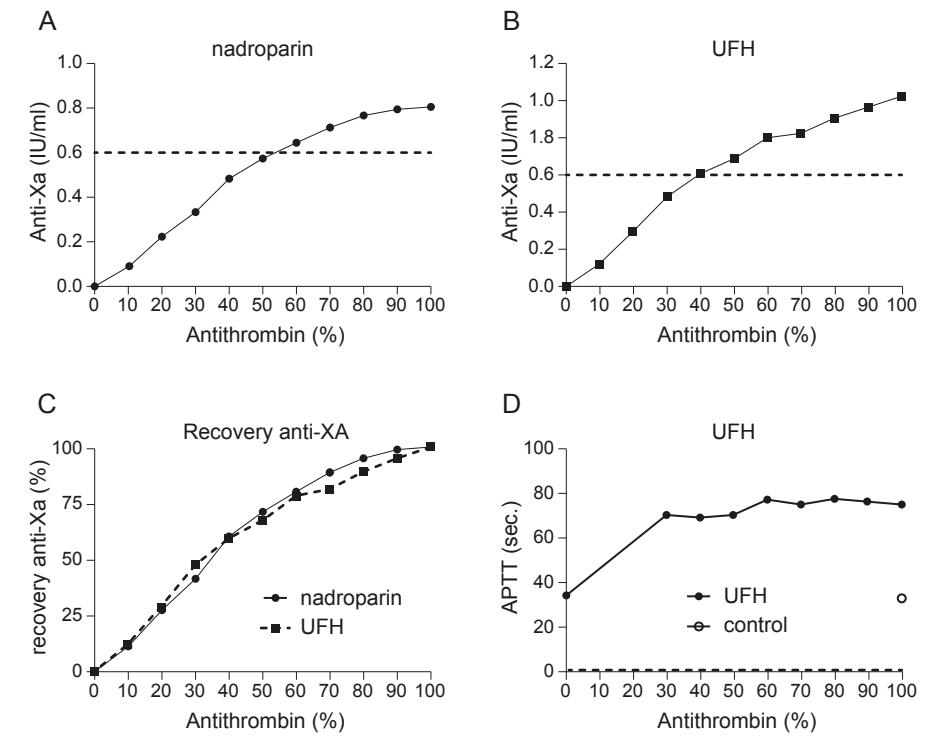 A
nadroparin
1.0
0.8
0.6
0.4
0.2
0.0
Anti-Xa (IU/ml)
0 10 20 30 40 50 60 70 80 90 100
Antithrombin (%)
B
UFH
1.2
1.0
1.8
0.6
0.4
0.2
0.0
Anti-Xa (IU/ml)
0 10 20 30 40 50 60 70 80 90 100
Antithrombin (%)
C
Recovery anti-XA
100
75
50
25
0
recovery anti-Xa (%)
nadroparin
UFH
0 10 20 30 40 50 60 70 80 90 100
Antithrombin (%)
D
UFH
100
80
60
40
20
0
APTT (sec.)
UFH
control
0 10 20 30 40 50 60 70 80 90 100
Antithrombin (%)